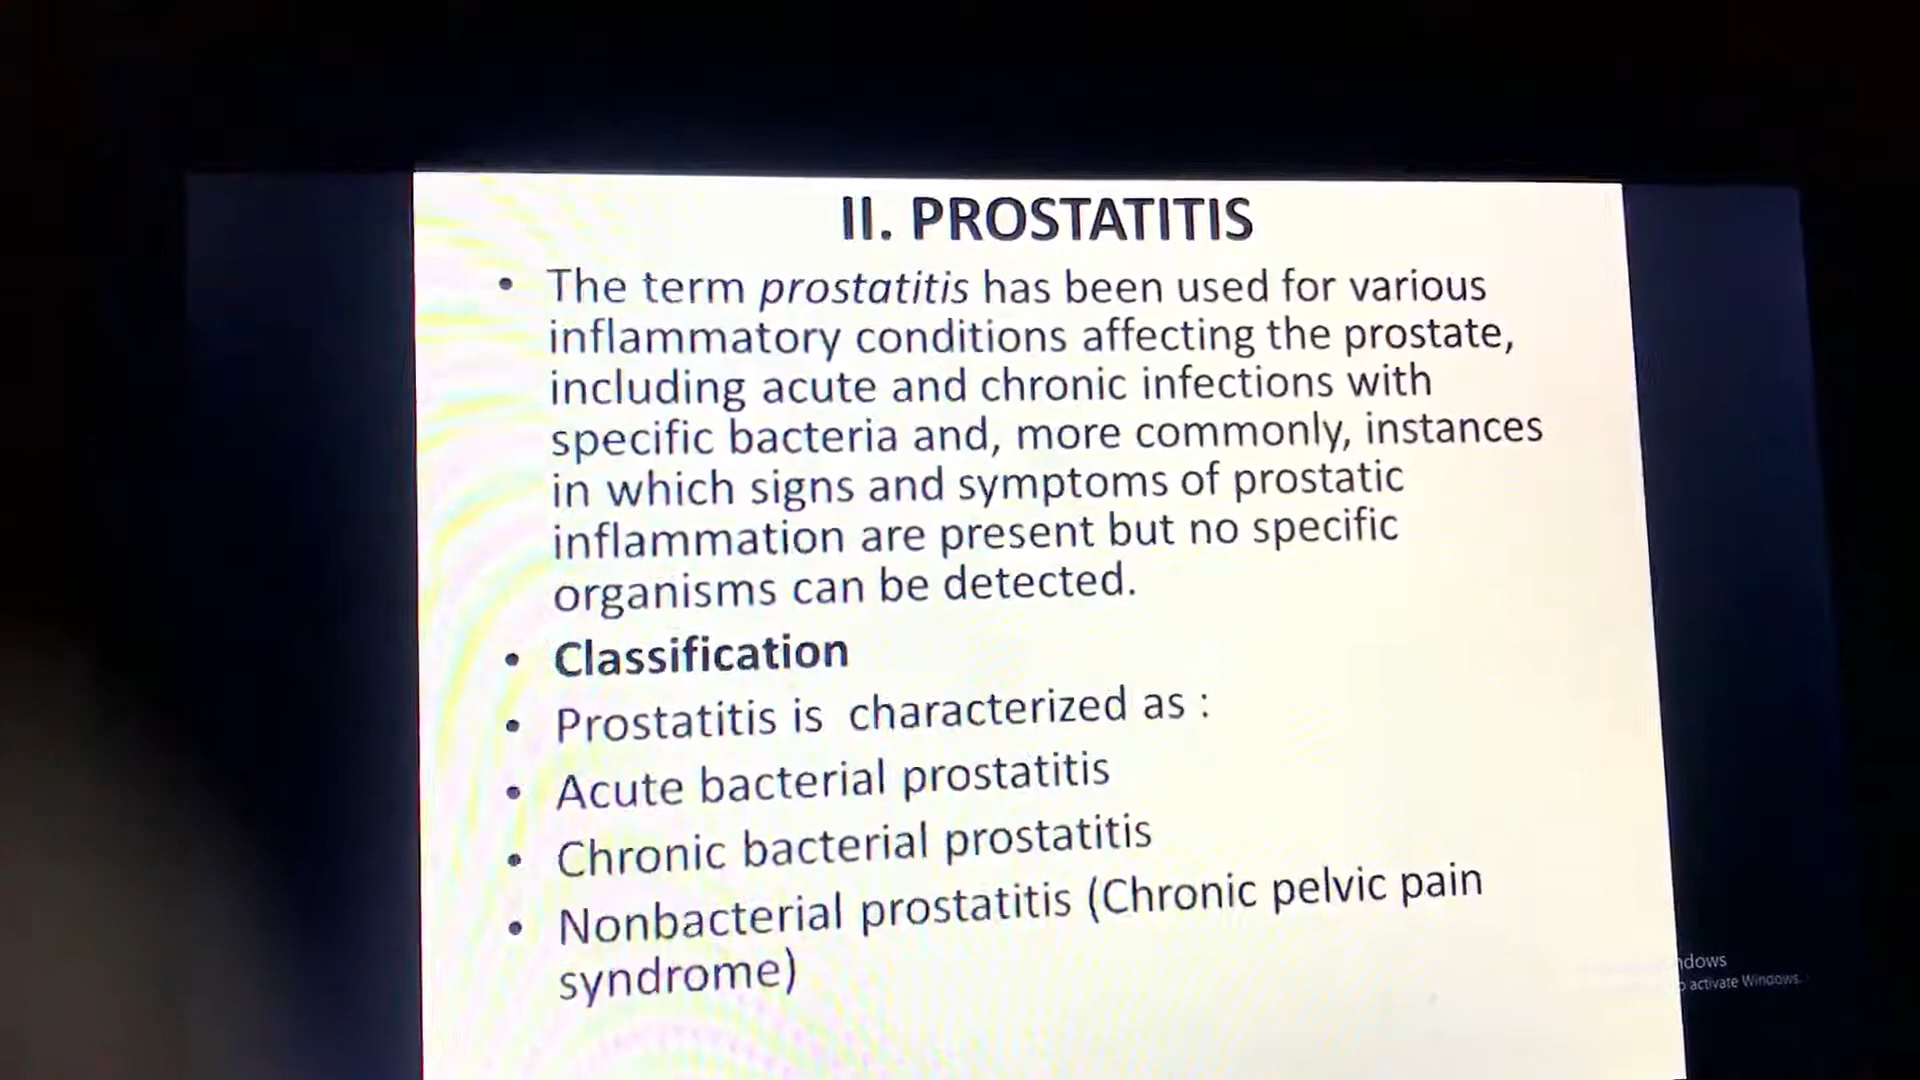 II. PROSTATITIS
• The term prostatitis has been used for various
inflammatory conditions affecting the prostate,
including acute and chronic infections with
specific bacteria and, more commonly, instances
in which signs and symptoms of prostatic
inflammation are present but no specific
organisms can be detected.
• Classification
• Prostatitis is characterized as :
• Acute bacterial prostatitis
• Chronic bacterial prostatitis
• Nonbacterial prostatitis (Chronic pelvic pain
syndrome)
activate Windows.